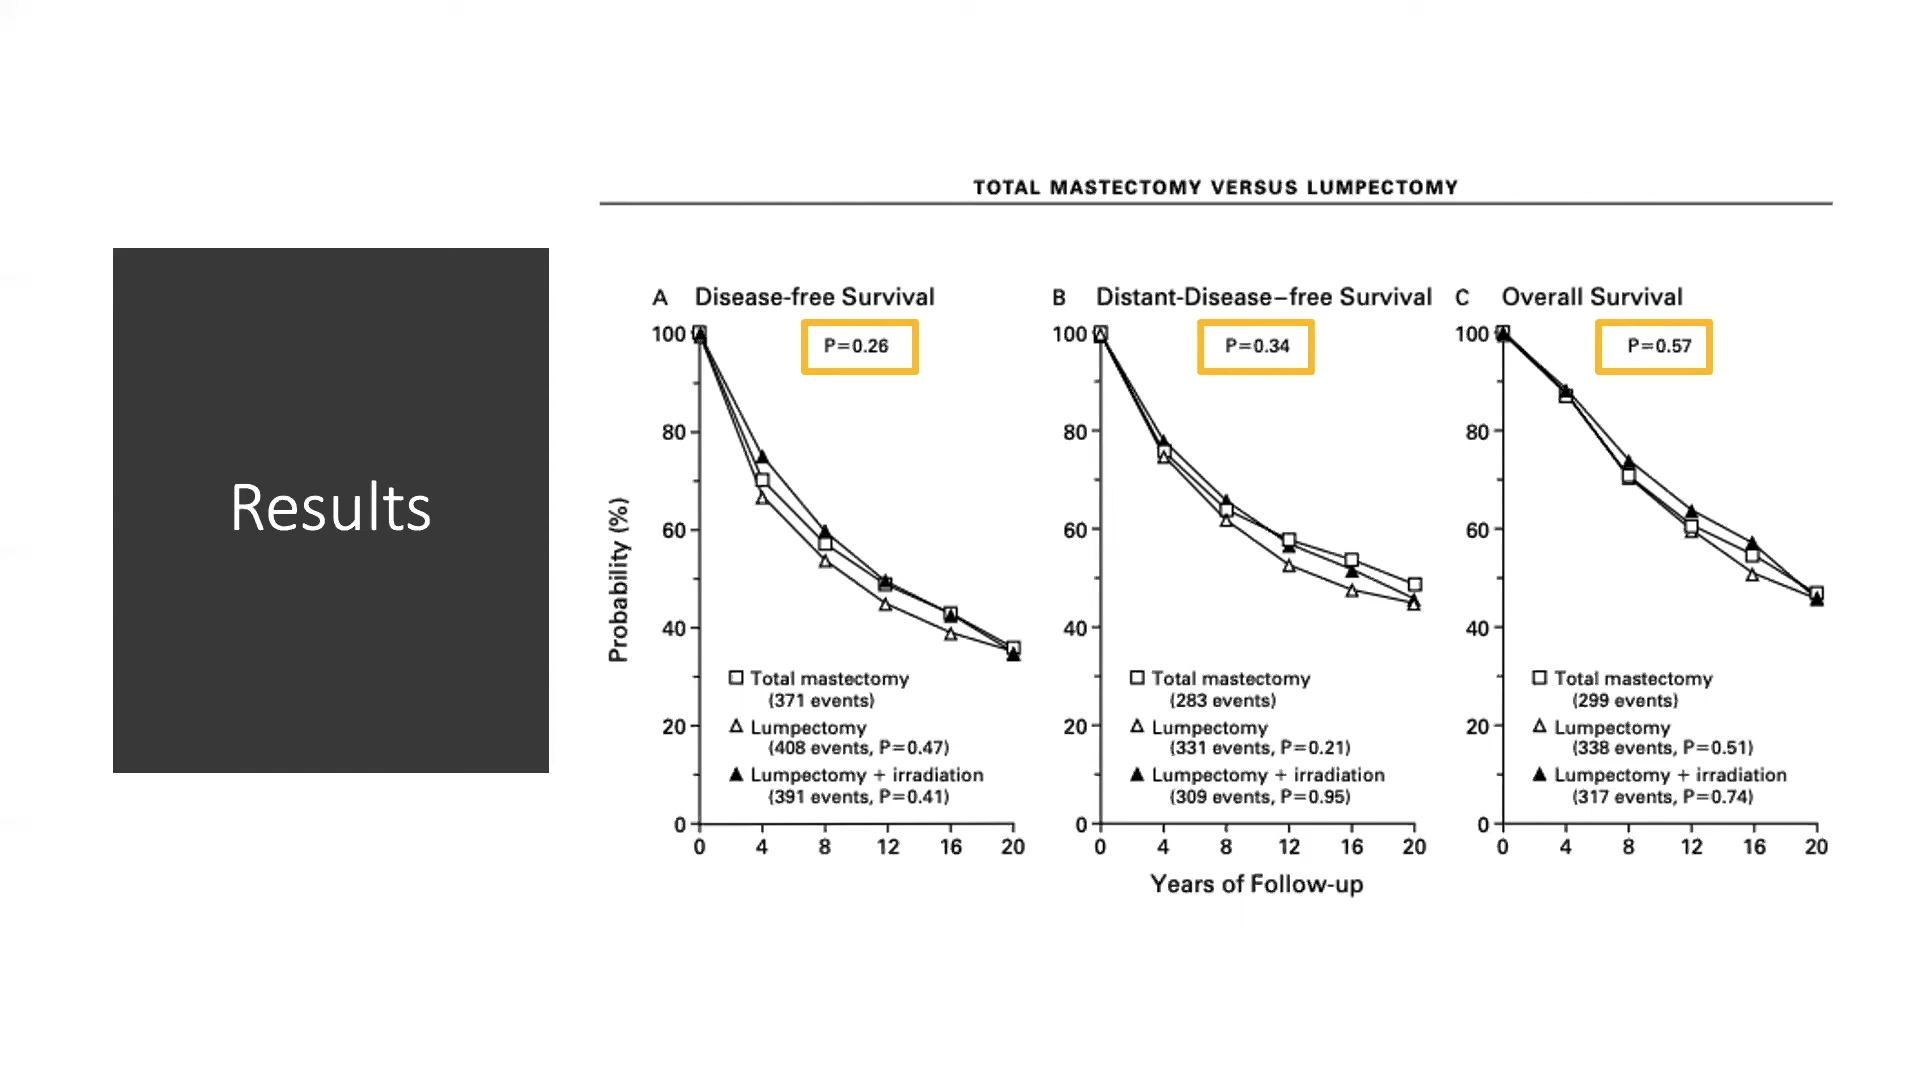 TOTAL MASTECTOMY VERSUS LUMPECTOMY
Results
A Disease-free Survival
P=0.26
100
80
60
40
20
0
Probability (%)
□ Total mastectomy
(371 events)
△ Lumpectomy
(408 events, P=0.47)
▲ Lumpectomy + irradiation
(391 events, P=0.41)
0 4 8 12 16 20
B Distant-Disease–free Survival
P=0.34
100
80
60
40
20
0
□ Total mastectomy
(283 events)
△ Lumpectomy
(331 events, P=0.21)
▲ Lumpectomy + irradiation
(309 events, P=0.95)
0 4 8 12 16 20
Years of Follow-up
C Overall Survival
P=0.57
100
80
60
40
20
0
□ Total mastectomy
(299 events)
△ Lumpectomy
(338 events, P=0.51)
▲ Lumpectomy + irradiation
(317 events, P=0.74)
0 4 8 12 16 20